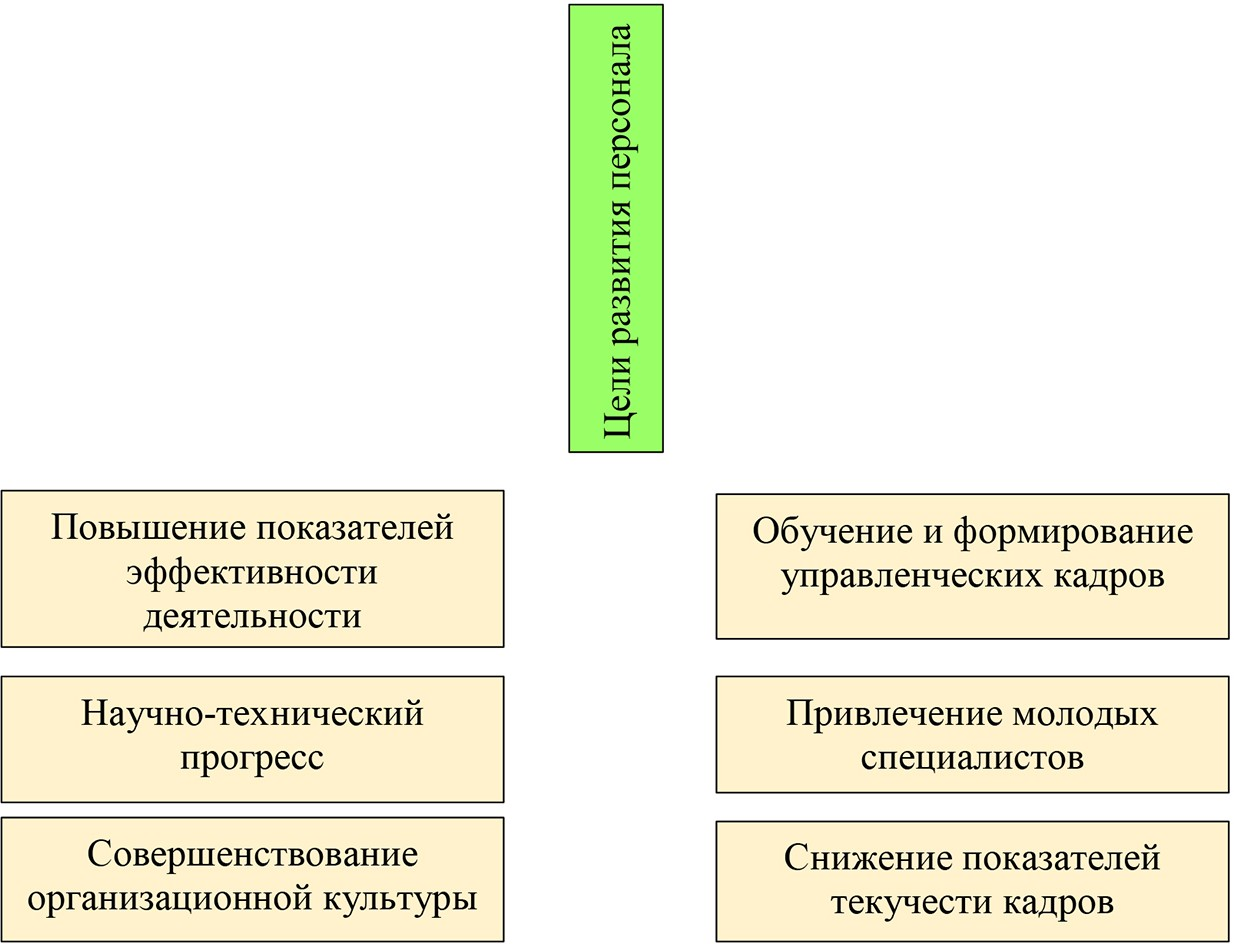 Цели развития персонала
Повышение показателей
эффективности
деятельности
Обучение и формирование
управленческих кадров
Научно-технический
прогресс
Привлечение молодых
специалистов
Совершенствование
организационной культуры
Снижение показателей
текучести кадров